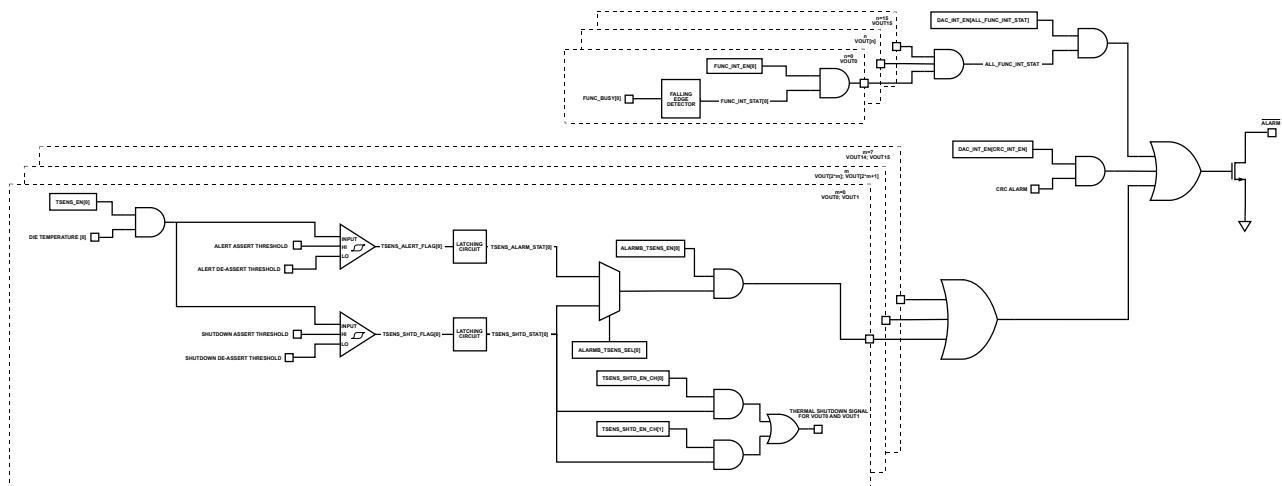 n=15
VOUT15
n
VOUT[n]
n=0
VOUT0
FUNC_INT_EN[0]
FUNC_BUSY[0]
FALLING
EDGE
DETECTOR
FUNC_INT_STAT[0]
DAC_INT_EN[ALL_FUNC_INIT_STAT]
ALL_FUNC_INT_STAT
ALARM
DAC_INT_EN[CRC_INT_EN]
CRC ALARM
m=7
VOUT14; VOUT15
m
VOUT[2*m]; VOUT[2*m+1]
m=0
VOUT0; VOUT1
TSENS_EN[0]
DIE TEMPERATURE [0]
ALERT ASSERT THRESHOLD
ALERT DE-ASSERT THRESHOLD
INPUT
HI
LO
TSENS_ALERT_FLAG[0]
LATCHING
CIRCUIT
TSENS_ALARM_STAT[0]
ALARMB_TSENS_EN[0]
SHUTDOWN ASSERT THRESHOLD
SHUTDOWN DE-ASSERT THRESHOLD
INPUT
HI
LO
TSENS_SHTD_FLAG[0]
LATCHING
CIRCUIT
TSENS_SHTD_STAT[0]
ALARMB_TSENS_SEL[0]
TSENS_SHTD_EN_CH[0]
TSENS_SHTD_EN_CH[1]
THERMAL SHUTDOWN SIGNAL
FOR VOUT0 AND VOUT1